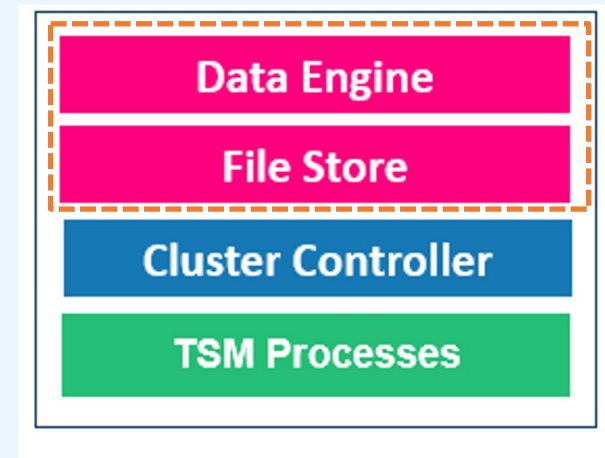 Data Engine
File Store
Cluster Controller
TSM Processes